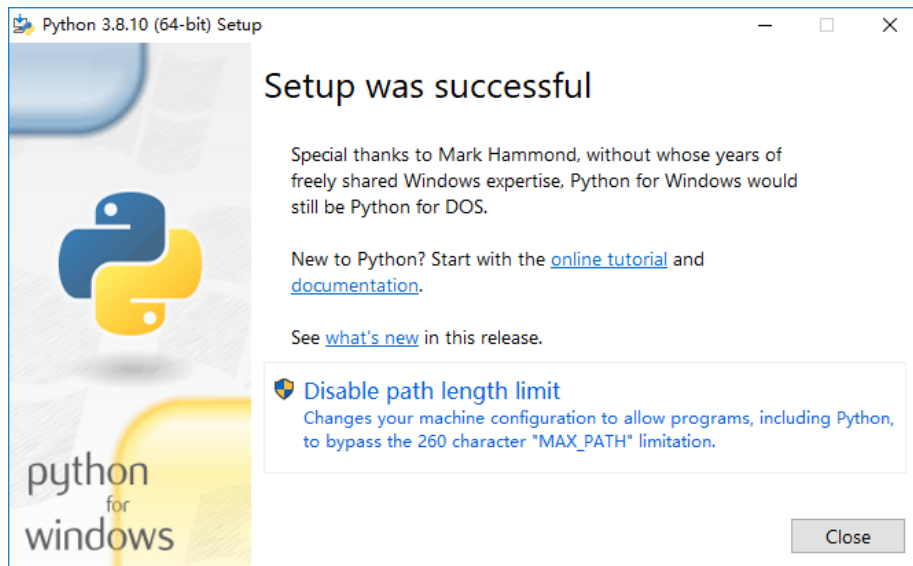 Python 3.8.10 (64-bit) Setup
Setup was successful
Special thanks to Mark Hammond, without whose years of
freely shared Windows expertise, Python for Windows would
still be Python for DOS.
New to Python? Start with the online tutorial and
documentation.
See what's new in this release.
Disable path length limit
Changes your machine configuration to allow programs, including Python,
to bypass the 260 character "MAX_PATH" limitation.
python
for
windows
Close